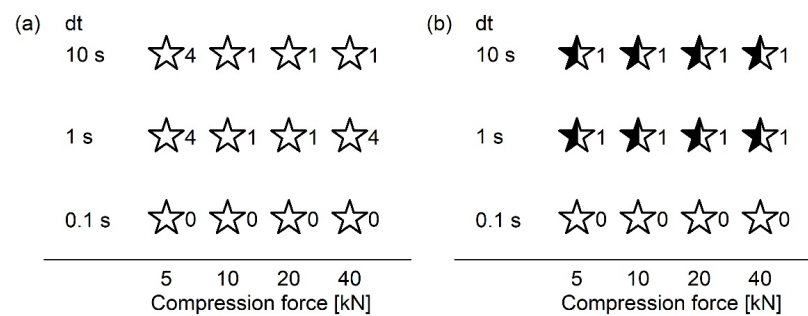 (a) dt
10 s 4 1 1 1
1 s 4 1 1 4
0.1 s 0 0 0 0
5 10 20 40
Compression force [kN]
(b) dt
10 s 1 1 1 1
1 s 1 1 1 1
0.1 s 0 0 0 0
5 10 20 40
Compression force [kN]